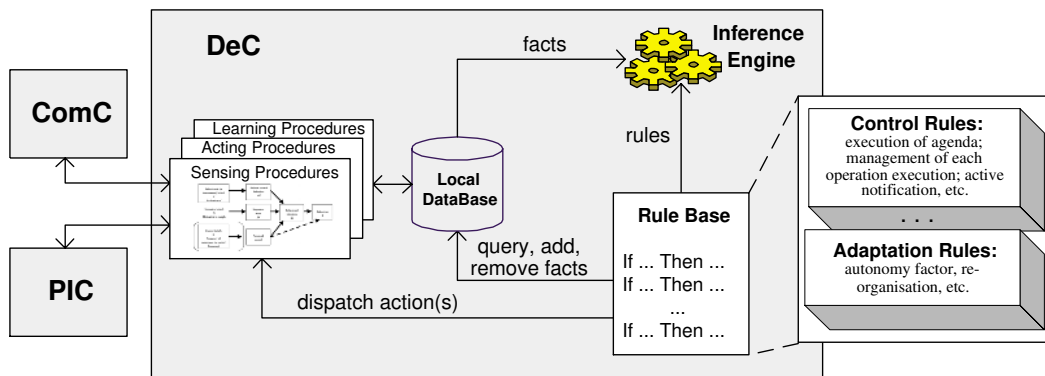 DeC
facts
Inference
Engine
ComC
Learning Procedures
Acting Procedures
Sensing Procedures
rules
Local
DataBase
Control Rules:
execution of agenda;
management of each
operation execution; active
notification, etc.
. . .
Rule Base
PIC
query, add,
remove facts
If ... Then ...
If ... Then ...
...
If ... Then ...
dispatch action(s)
Adaptation Rules:
autonomy factor, re-
organisation, etc.